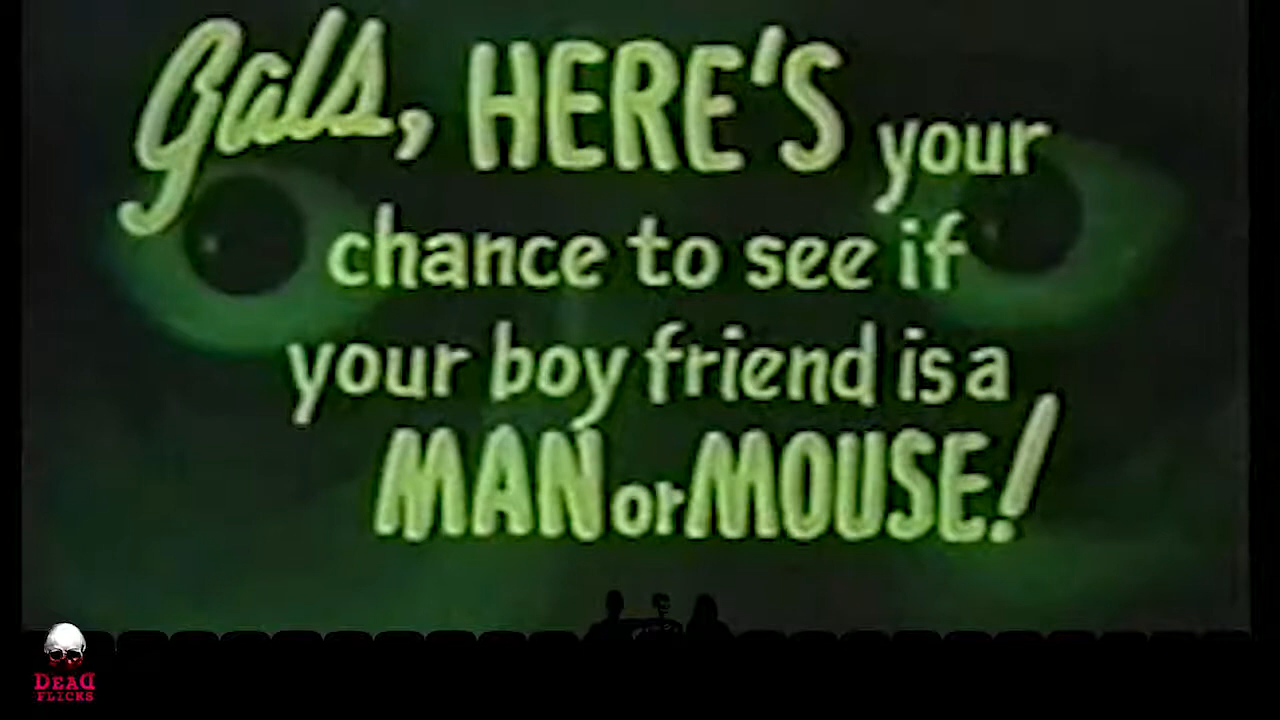 Gals, HERE'S your
chance to see if
your boy friend is a
MAN or MOUSE!
DEAD
FLICKS